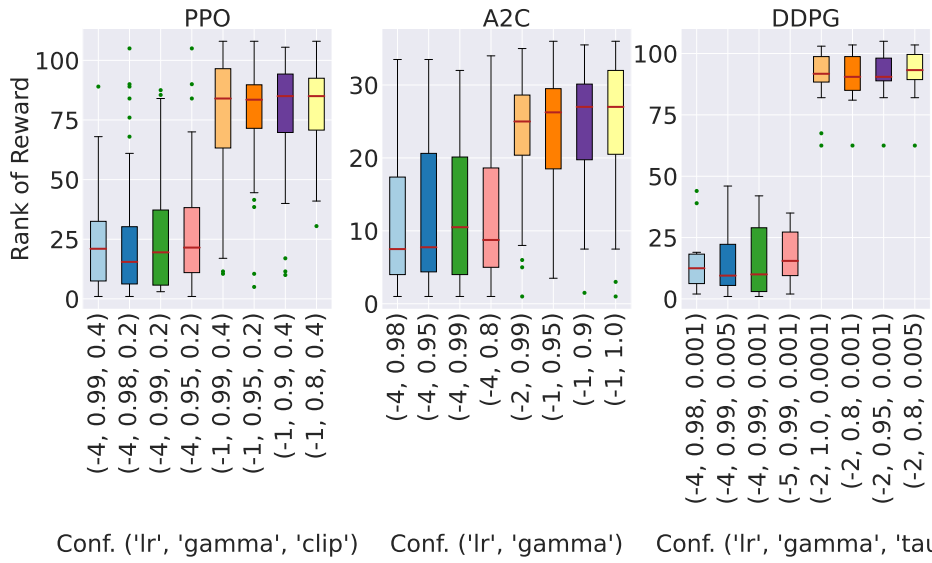 PPO
A2C
DDPG
Rank of Reward
100
75
50
25
0
30
20
10
0
100
75
50
25
0
(-4, 0.99, 0.4)
(-4, 0.98, 0.2)
(-4, 0.99, 0.2)
(-4, 0.95, 0.2)
(-1, 0.99, 0.4)
(-1, 0.95, 0.2)
(-1, 0.9, 0.4)
(-1, 0.8, 0.4)
(-4, 0.98)
(-4, 0.95)
(-4, 0.99)
(-4, 0.8)
(-2, 0.99)
(-1, 0.95)
(-1, 0.9)
(-1, 1.0)
(-4, 0.98, 0.001)
(-4, 0.99, 0.005)
(-4, 0.99, 0.001)
(-5, 0.99, 0.001)
(-2, 1.0, 0.0001)
(-2, 0.8, 0.001)
(-2, 0.95, 0.001)
(-2, 0.8, 0.005)
Conf. ('lr', 'gamma', 'clip')
Conf. ('lr', 'gamma')
Conf. ('lr', 'gamma', 'tau